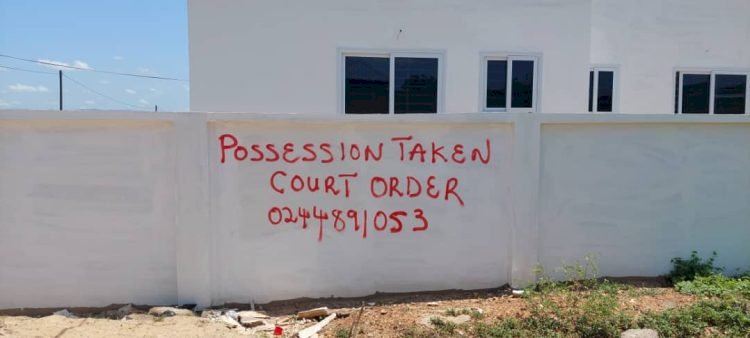 POSSESSION TAKEN
COURT ORDER
0244891053